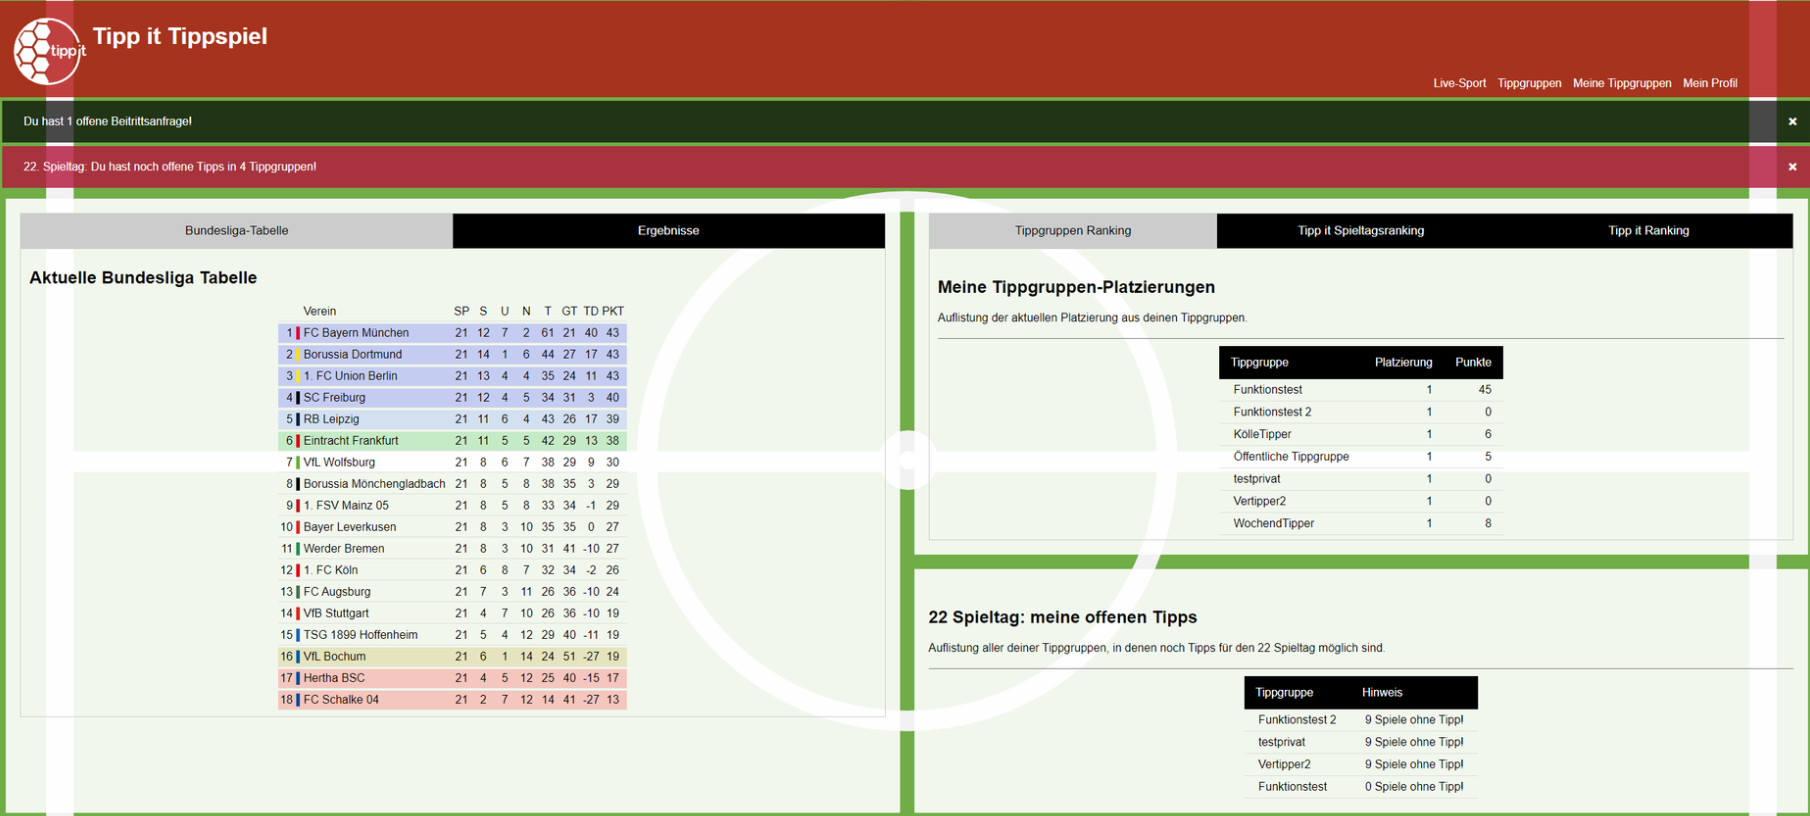 tippit
Tipp it Tippspiel
Live-Sport Tippgruppen Meine Tippgruppen Mein Profil
Du hast 1 offene Beitrittsanfrage! ×
22. Spieltag: Du hast noch offene Tipps in 4 Tippgruppen! ×
Bundesliga-Tabelle Ergebnisse
Aktuelle Bundesliga Tabelle
Verein SP S U N T GT TD PKT
1 FC Bayern München 21 12 7 2 61 21 40 43
2 Borussia Dortmund 21 14 1 6 44 27 17 43
3 1. FC Union Berlin 21 13 4 4 35 24 11 43
4 SC Freiburg 21 12 4 5 34 31 3 40
5 RB Leipzig 21 11 6 4 43 26 17 39
6 Eintracht Frankfurt 21 11 5 5 42 29 13 38
7 VfL Wolfsburg 21 8 6 7 38 29 9 30
8 Borussia Mönchengladbach 21 8 5 8 38 35 3 29
9 1. FSV Mainz 05 21 8 5 8 33 34 -1 29
10 Bayer Leverkusen 21 8 3 10 35 35 0 27
11 Werder Bremen 21 8 3 10 31 41 -10 27
12 1. FC Köln 21 6 8 7 32 34 -2 26
13 FC Augsburg 21 7 3 11 26 36 -10 24
14 VfB Stuttgart 21 4 7 10 26 36 -10 19
15 TSG 1899 Hoffenheim 21 5 4 12 29 40 -11 19
16 VfL Bochum 21 6 1 14 24 51 -27 19
17 Hertha BSC 21 4 5 12 25 40 -15 17
18 FC Schalke 04 21 2 7 12 14 41 -27 13
Tippgruppen Ranking Tipp it Spieltagsranking Tipp it Ranking
Meine Tippgruppen-Platzierungen
Auflistung der aktuellen Platzierung aus deinen Tippgruppen.
Tippgruppe Platzierung Punkte
Funktionstest 1 45
Funktionstest 2 1 0
KölleTipper 1 6
Öffentliche Tippgruppe 1 5
testprivat 1 0
Vertipper2 1 0
WochendTipper 1 8
22 Spieltag: meine offenen Tipps
Auflistung aller deiner Tippgruppen, in denen noch Tipps für den 22 Spieltag möglich sind.
Tippgruppe Hinweis
Funktionstest 2 9 Spiele ohne Tipp!
testprivat 9 Spiele ohne Tipp!
Vertipper2 9 Spiele ohne Tipp!
Funktionstest 0 Spiele ohne Tipp!